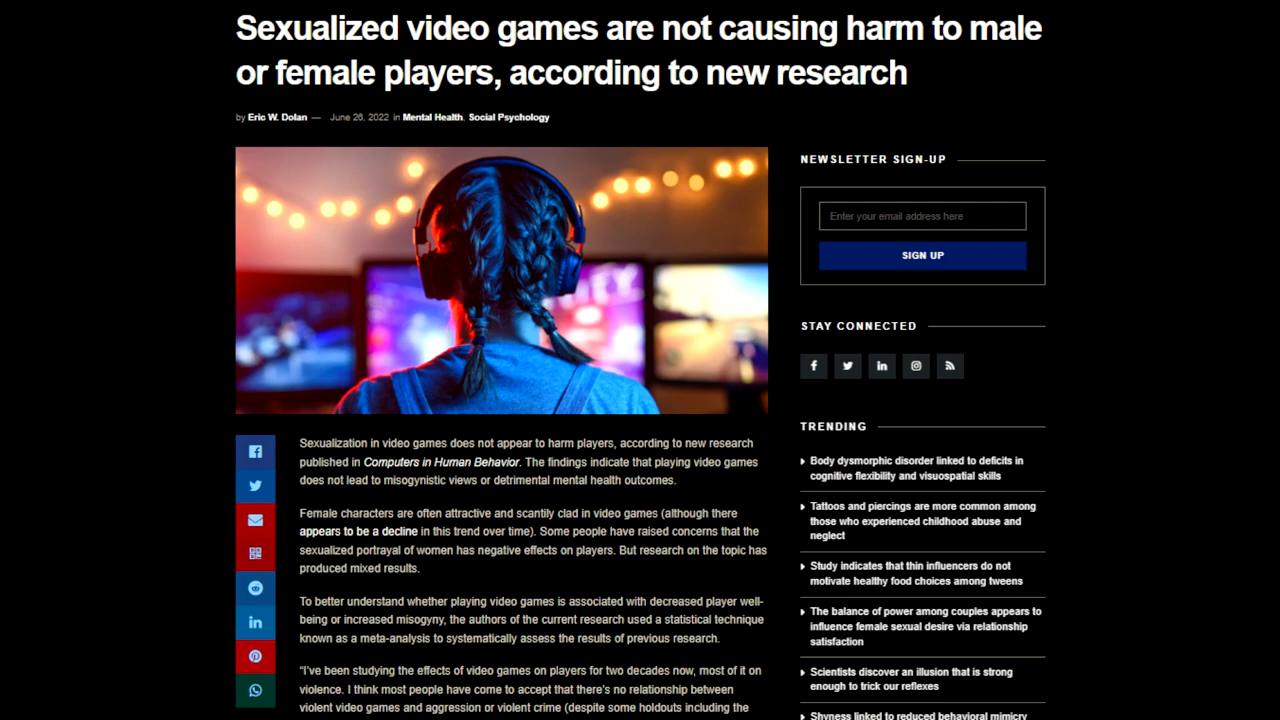 Sexualized video games are not causing harm to male
or female players, according to new research
by Eric W. Dolan — June 26, 2022 in Mental Health, Social Psychology
Sexualization in video games does not appear to harm players, according to new research
published in Computers in Human Behavior. The findings indicate that playing video games
does not lead to misogynistic views or detrimental mental health outcomes.
Female characters are often attractive and scantily clad in video games (although there
appears to be a decline in this trend over time). Some people have raised concerns that the
sexualized portrayal of women has negative effects on players. But research on the topic has
produced mixed results.
To better understand whether playing video games is associated with decreased player well-
being or increased misogyny, the authors of the current research used a statistical technique
known as a meta-analysis to systematically assess the results of previous research.
“I’ve been studying the effects of video games on players for two decades now, most of it on
violence. I think most people have come to accept that there’s no relationship between
violent video games and aggression or violent crime (despite some holdouts including the
NEWSLETTER SIGN-UP
Enter your email address here
SIGN UP
STAY CONNECTED
TRENDING
Body dysmorphic disorder linked to deficits in
cognitive flexibility and visuospatial skills
Tattoos and piercings are more common among
those who experienced childhood abuse and
neglect
Study indicates that thin influencers do not
motivate healthy food choices among tweens
The balance of power among couples appears to
influence female sexual desire via relationship
satisfaction
Scientists discover an illusion that is strong
enough to trick our reflexes
Shyness linked to reduced behavioral mimicry